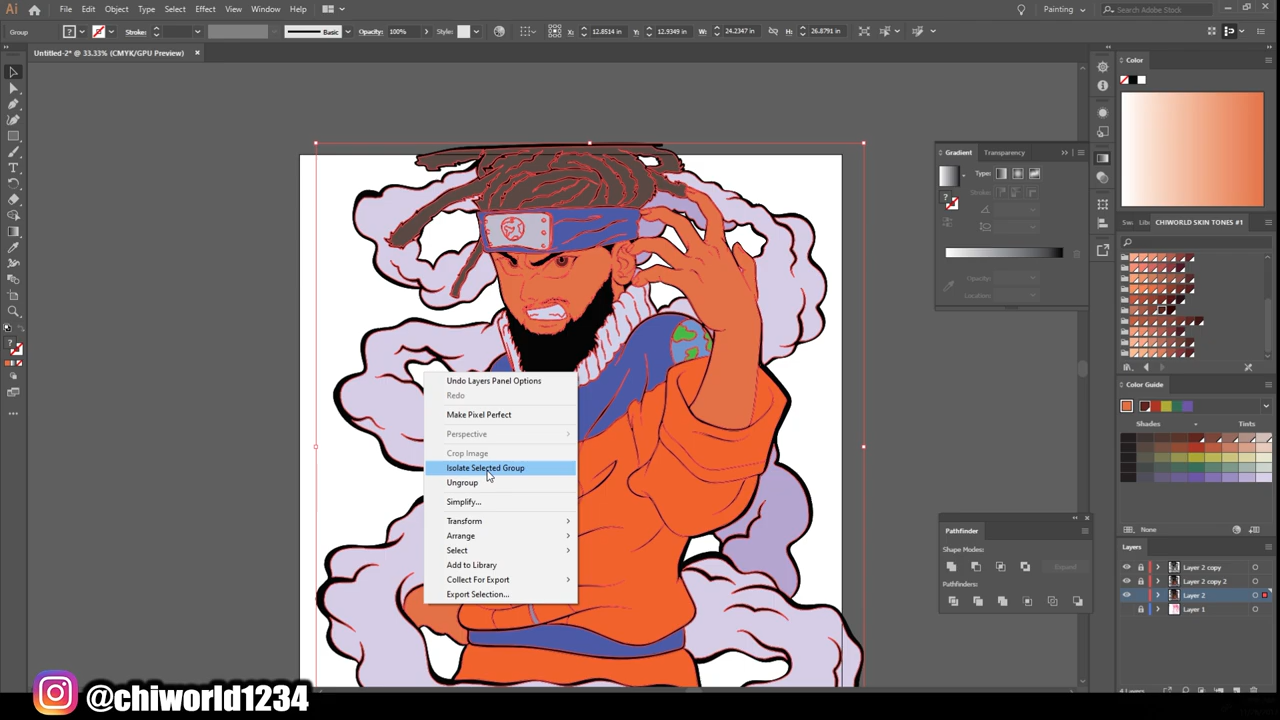 Ai
File Edit Object Type Select Effect View Window Help
Painting
Search Adobe Stock
Group
Stroke:
Basic
Opacity: 100%
Style:
X: 12.8514 in
Y: 12.9349 in
W: 24.2347 in
H: 26.8791 in
Untitled-2* @ 33.33% (CMYK/GPU Preview)
Color
Gradient Transparency
Type:
Stroke:
Opacity:
Location:
CHIWORLD SKIN TONES #1
Undo Layers Panel Options
Redo
Make Pixel Perfect
Perspective
Crop Image
Isolate Selected Group
Ungroup
Simplify...
Transform
Arrange
Select
Add to Library
Collect For Export
Export Selection...
Color Guide
Shades
Tints
None
Pathfinder
Shape Modes:
Expand
Pathfinders:
Layers
Layer 2 copy
Layer 2 copy 2
Layer 2
Layer 1
4 Layers
@chiworld1234